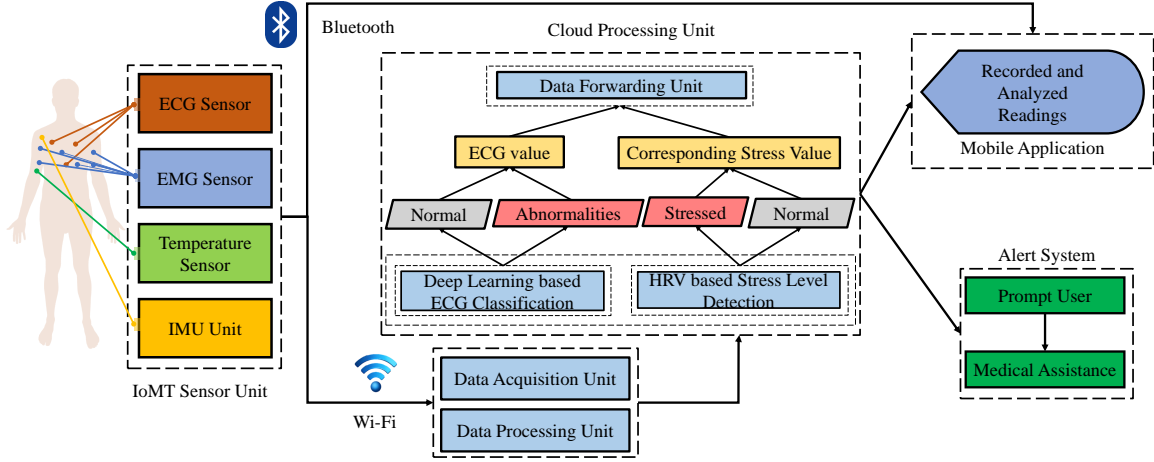 Bluetooth
Cloud Processing Unit
ECG Sensor
EMG Sensor
Temperature
Sensor
IMU Unit
IoMT Sensor Unit
Data Forwarding Unit
ECG value
Corresponding Stress Value
Normal
Abnormalities
Stressed
Normal
Deep Learning based
ECG Classification
HRV based Stress Level
Detection
Wi-Fi
Data Acquisition Unit
Data Processing Unit
Recorded and
Analyzed
Readings
Mobile Application
Alert System
Prompt User
Medical Assistance